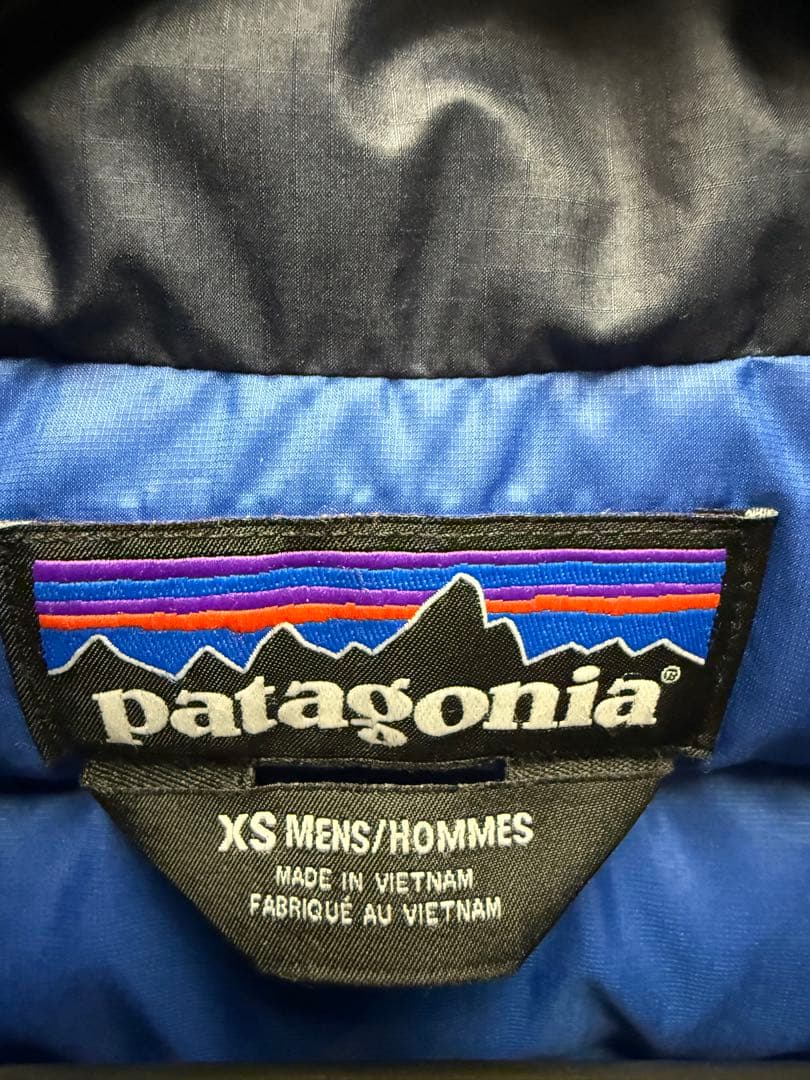 patagonia®
XS MENS/HOMMES
MADE IN VIETNAM
FABRIQUÉ AU VIETNAM